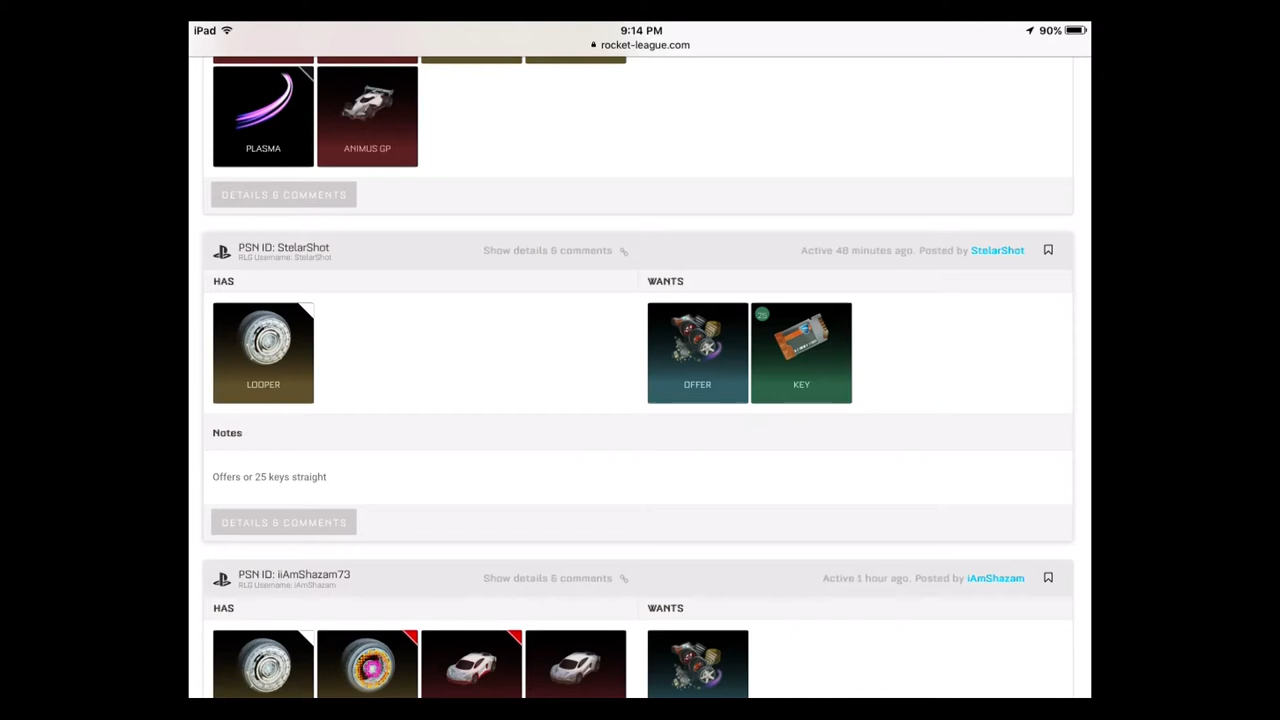 iPad 9:14 PM 90%
rocket-league.com
PLASMA ANIMUS GP
DETAILS & COMMENTS
PSN ID: StelarShot Show details & comments Active 48 minutes ago. Posted by StelarShot
RLG Username: StelarShot
HAS WANTS
25
LOOPER OFFER KEY
Notes
Offers or 25 keys straight
DETAILS & COMMENTS
PSN ID: iiAmShazam73 Show details & comments Active 1 hour ago. Posted by iAmShazam
RLG Username: iAmShazam
HAS WANTS